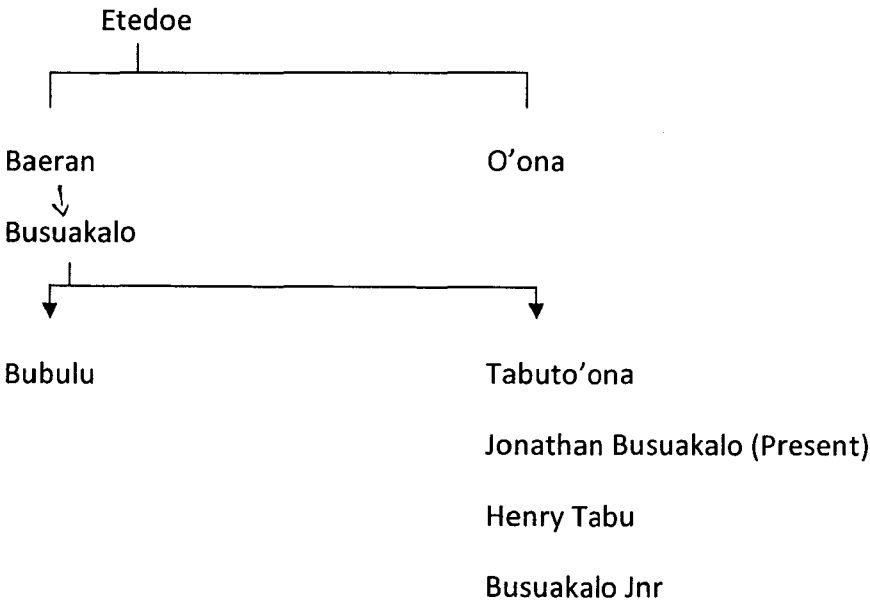 Etedoe
Baeran O'ona
Busuakalo
Bubulu Tabuto'ona
Jonathan Busuakalo (Present)
Henry Tabu
Busuakalo Jnr